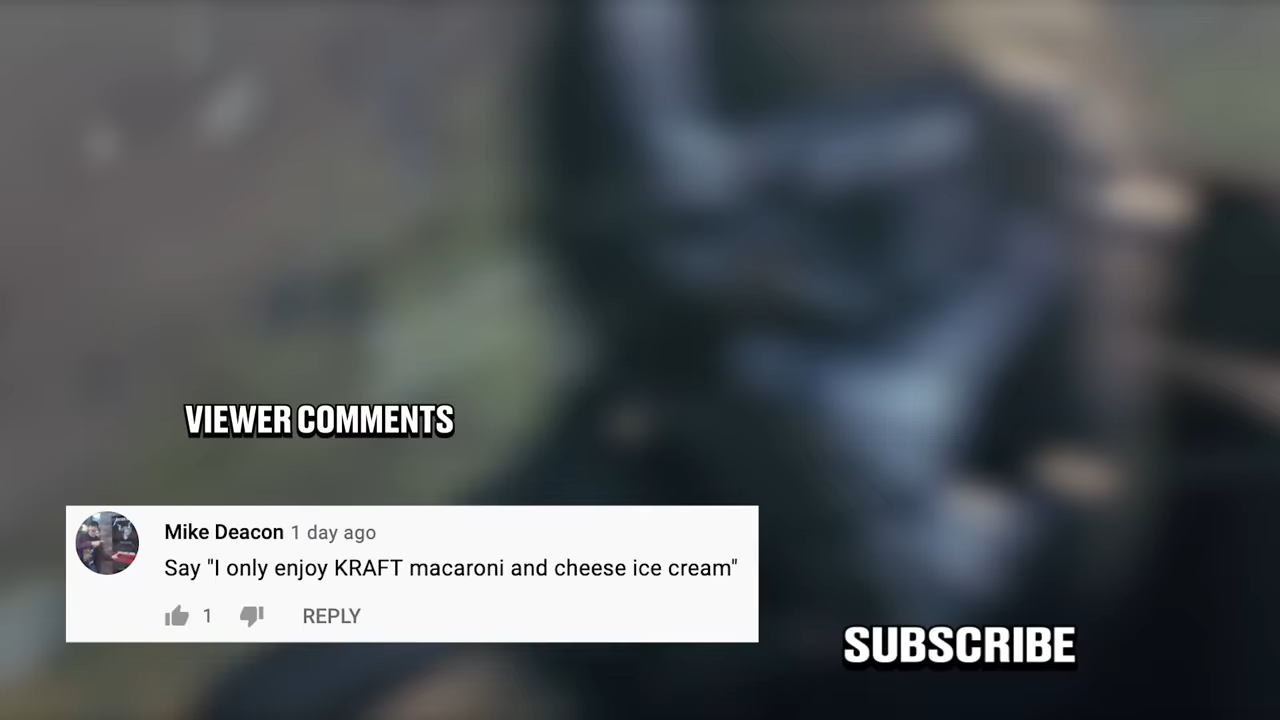 VIEWER COMMENTS
Mike Deacon 1 day ago
Say "I only enjoy KRAFT macaroni and cheese ice cream"
1 REPLY
SUBSCRIBE